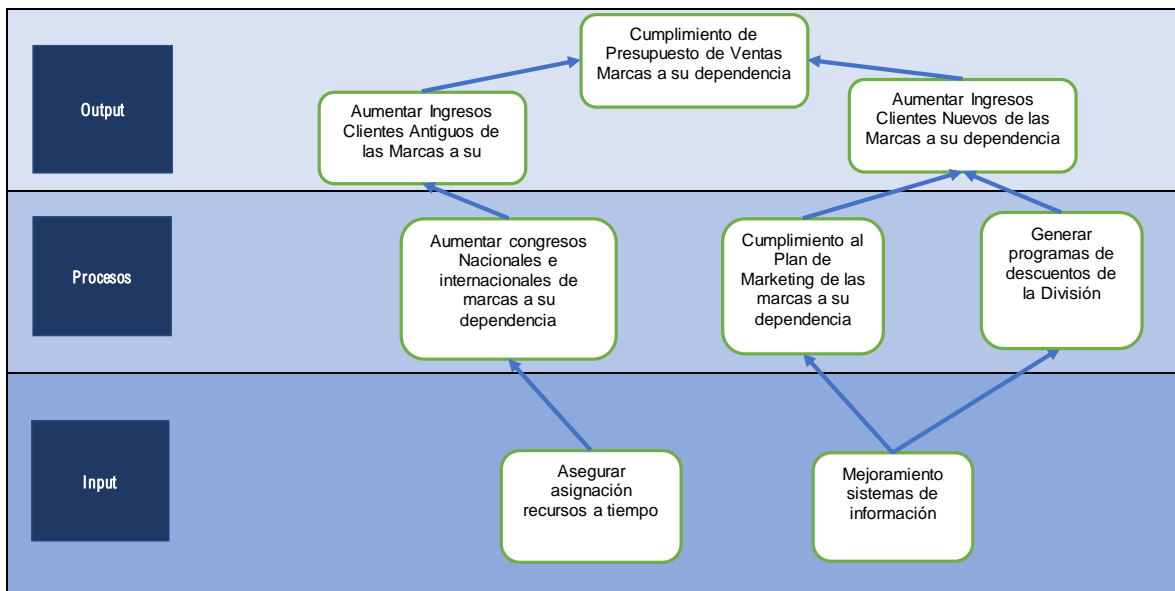 Output
Cumplimiento de
Presupuesto de Ventas
Marcas a su dependencia
Aumentar Ingresos
Clientes Antiguos de
las Marcas a su
Aumentar Ingresos
Clientes Nuevos de las
Marcas a su dependencia
Procesos
Aumentar congresos
Nacionales e
internacionales de
marcas a su
dependencia
Cumplimiento al
Plan de
Marketing de las
marcas a su
dependencia
Generar
programas de
descuentos de
la División
Input
Asegurar
asignación
recursos a tiempo
Mejoramiento
sistemas de
información